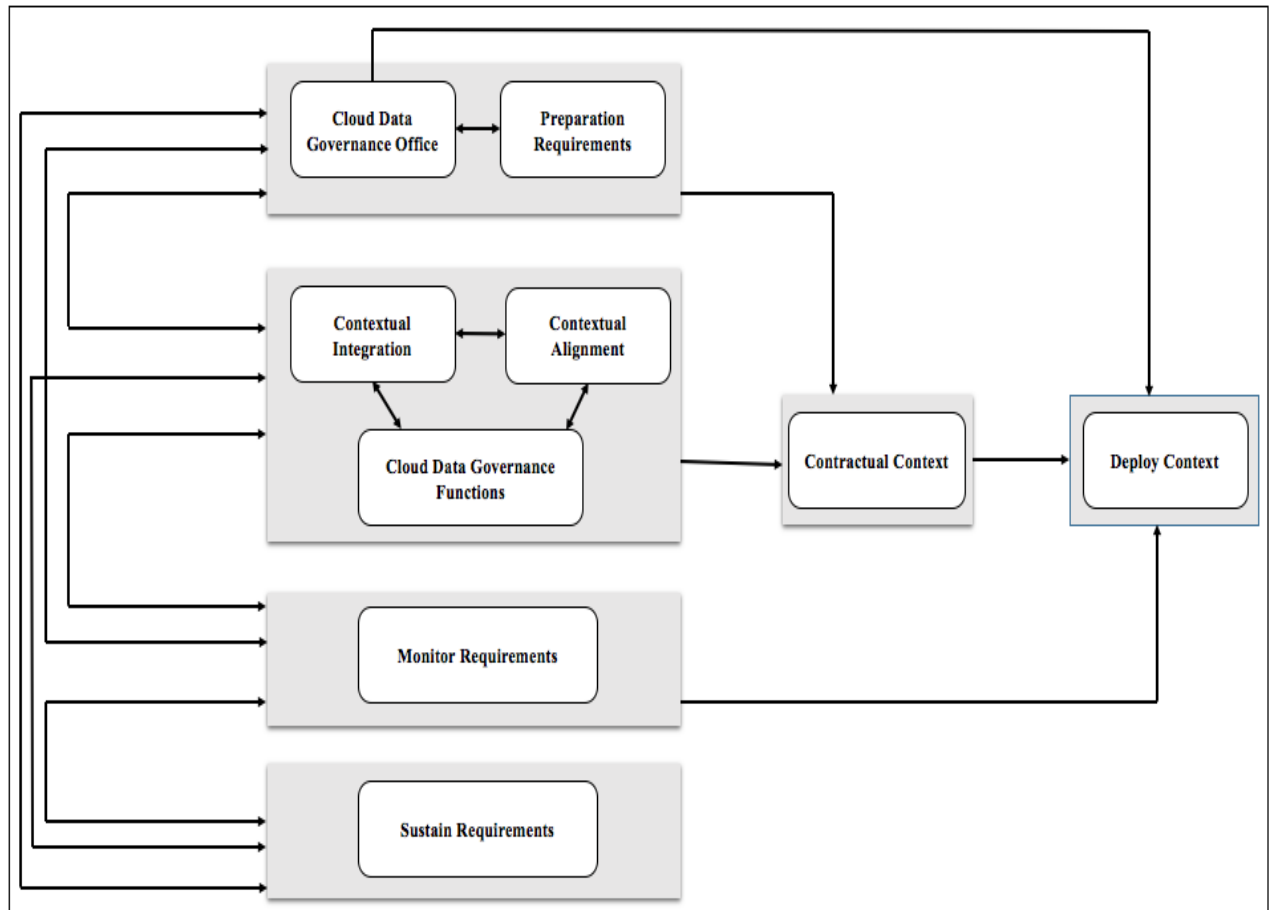 Cloud Data
Governance Office
Preparation
Requirements
Contextual
Integration
Contextual
Alignment
Cloud Data Governance
Functions
Contractual Context
Deploy Context
Monitor Requirements
Sustain Requirements